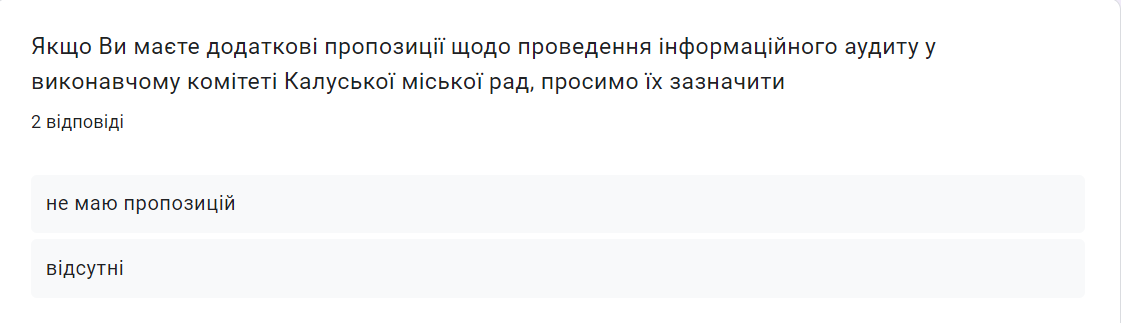 Якщо Ви маєте додаткові пропозиції щодо проведення інформаційного аудиту у
виконавчому комітеті Калуської міської рад, просимо їх зазначити
2 відповіді
не маю пропозицій
відсутні